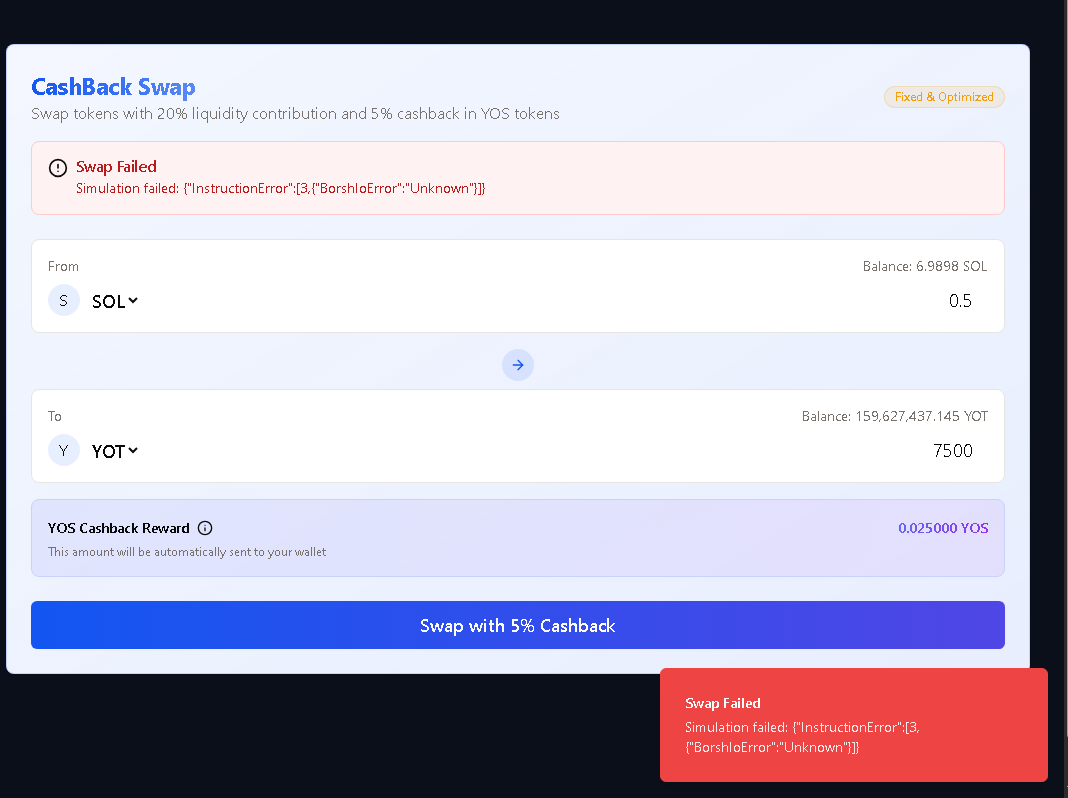 CashBack Swap
Swap tokens with 20% liquidity contribution and 5% cashback in YOS tokens
Fixed & Optimized
Swap Failed
Simulation failed: {"InstructionError":[3,{"BorshIoError":"Unknown"}]}
From
Balance: 6.9898 SOL
S
SOL
0.5
To
Balance: 159,627,437.145 YOT
Y
YOT
7500
YOS Cashback Reward
0.025000 YOS
This amount will be automatically sent to your wallet
Swap with 5% Cashback
Swap Failed
Simulation failed: {"InstructionError":[3,
{"BorshIoError":"Unknown"}]}